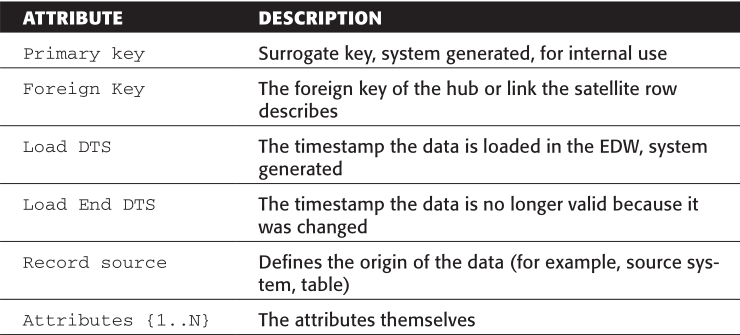 ATTRIBUTE DESCRIPTION
Primary key Surrogate key, system generated, for internal use
Foreign Key The foreign key of the hub or link the satellite row
describes
Load DTS The timestamp the data is loaded in the EDW, system
generated
Load End DTS The timestamp the data is no longer valid because it
was changed
Record source Defines the origin of the data (for example, source sys-
tem, table)
Attributes {1..N} The attributes themselves